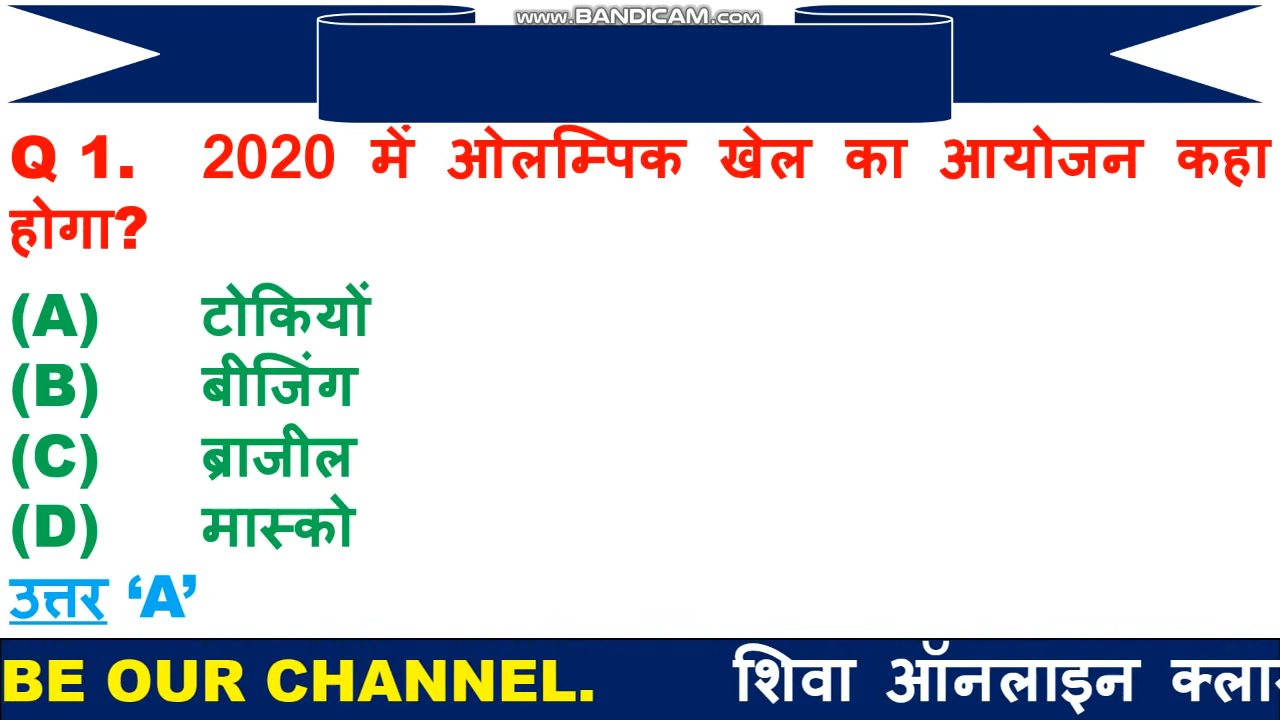 www.BANDICAM.com
Q 1. 2020 में ओलम्पिक खेल का आयोजन कहा
होगा?
(A) टोकियों
(B) बीजिंग
(C) ब्राजील
(D) मास्को
उत्तर ‘A’
BE OUR CHANNEL. शिवा ऑनलाइन